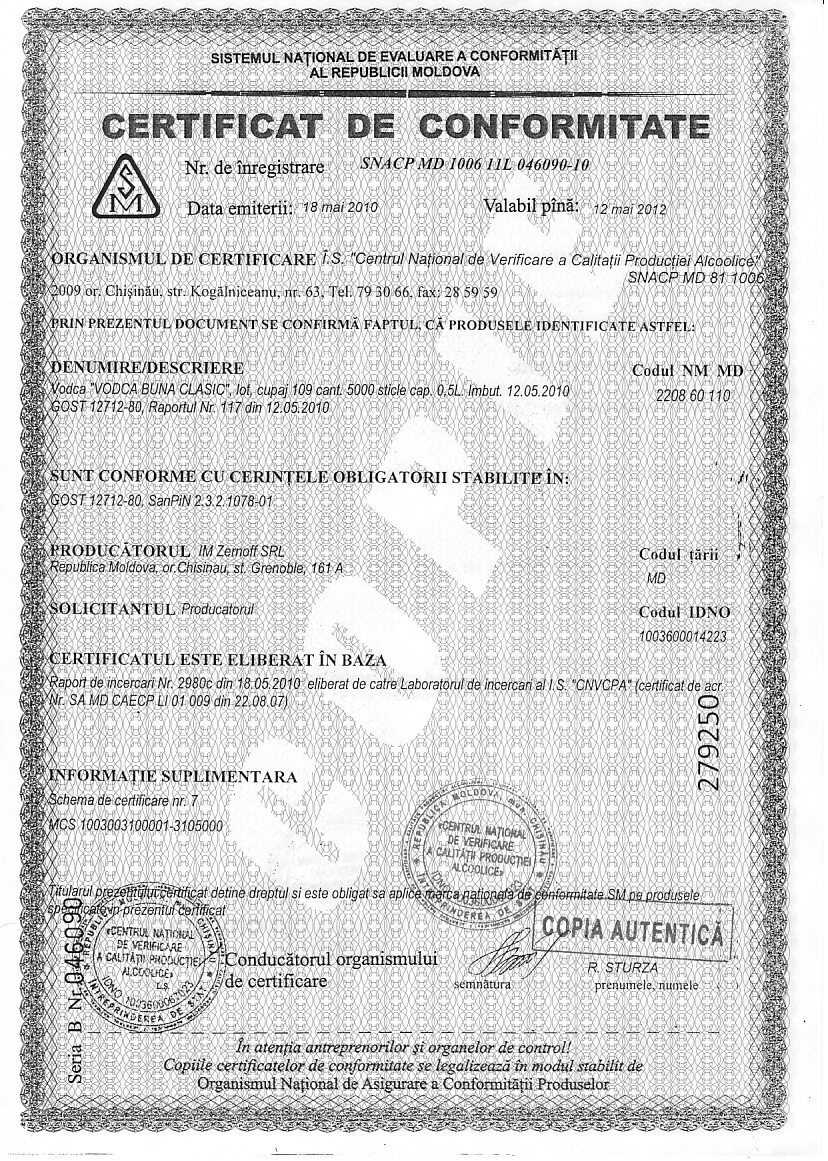 SISTEMUL NAȚIONAL DE EVALUARE A CONFORMITĂȚII
AL REPUBLICII MOLDOVA
CERTIFICAT DE CONFORMITATE
SM
Nr. de înregistrare SNACP MD 1006 11L 046090-10
Data emiterii: 18 mai 2010 Valabil pînă: 12 mai 2012
ORGANISMUL DE CERTIFICARE Î.S. "Centrul Național de Verificare a Calitații Producției Alcoolice"
SNACP MD 81 1006
2009 or. Chișinău, str. Kogâlniceanu, nr. 63, Tel. 79 30 66, fax: 28 59 59
PRIN PREZENTUL DOCUMENT SE CONFIRMĂ FAPTUL, CĂ PRODUSELE IDENTIFICATE ASTFEL:
DENUMIRE/DESCRIERE Codul NM MD
Vodca "VODCA BUNA CLASIC", lot, cupaj 109 cant. 5000 sticle cap. 0,5L. Imbut. 12.05.2010
2208 60 110
GOST 12712-80, Raportul Nr. 117 din 12.05.2010
SUNT CONFORME CU CERINȚELE OBLIGATORII STABILITE ÎN:
GOST 12712-80, SanPiN 2.3.2.1078-01
PRODUCĂTORUL IM Zernoff SRL Codul țării
Republica Moldova, or.Chisinau, st. Grenoble, 161 A
MD
SOLICITANTUL Producatorul Codul IDNO
1003600014223
CERTIFICATUL ESTE ELIBERAT ÎN BAZA
Raport de incercari Nr. 2980c din 18.05.2010 eliberat de catre Laboratorul de incercari al I.S. "CNVCPA" (certificat de acr.
Nr. SA MD CAECP LI 01 009 din 22.08.07)
279250
INFORMAȚIE SUPLIMENTARA
Schema de certificare nr. 7
MCS 1003003100001-3105000
COPIE
REPUBLICA MOLDOVA mun. CHIȘINĂU
«CENTRUL NAȚIONAL
DE VERIFICARE
A CALITĂȚII PRODUCȚIEI
ALCOOLICE»
ÎNTREPRINDEREA DE STAT
Titularul prezentului certificat detine dreptul si este obligat sa aplice marca nationala de conformitate SM pe produsele
specificate in prezentul certificat
COPIA AUTENTICĂ
«CENTRUL NAȚIONAL
DE VERIFICARE
A CALITĂȚII PRODUCȚIEI
ALCOOLICE»
L.Ș.
ÎNTREPRINDEREA DE STAT
Conducătorul organismului
de certificare
R. STURZA
semnătura prenumele, numele
Seria B Nr. 046090
În atenția antreprenorilor și organelor de control!
Copiile certificatelor de conformitate se legalizează în modul stabilit de
Organismul Național de Asigurare a Conformității Produselor